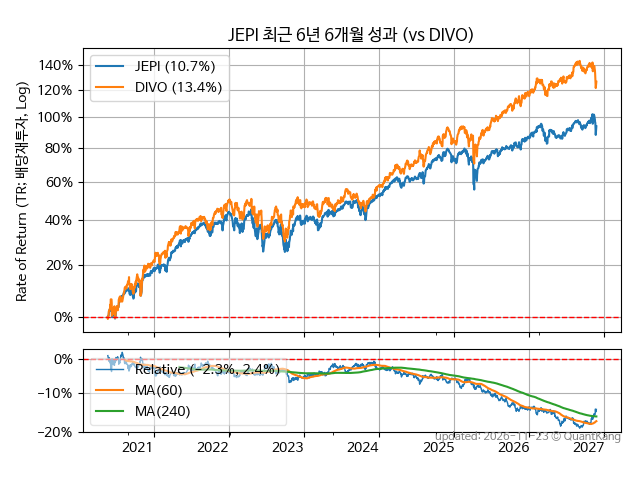 JEPI 최근 6년 6개월 성과 (vs DIVO)
Rate of Return (TR: 배당재투자, Log)
140%
120%
100%
80%
60%
40%
20%
0%
JEPI (10.7%)
DIVO (13.4%)
0%
−10%
−20%
Relative (−2.3%, 2.4%)
MA(60)
MA(240)
updated: 2026-11-23 © QuantKang
2021 2022 2023 2024 2025 2026 2027